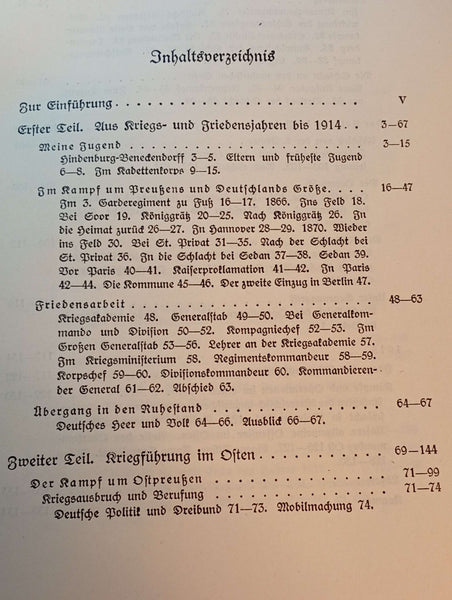 Inhaltsverzeichnis
Zur Einführung . . . . . . . . . . . . . . . . . . . . . . . V
Erster Teil. Aus Kriegs- und Friedensjahren bis 1914 . . 3—67
Meine Jugend . . . . . . . . . . . . . . . . . . . . . 3—15
Hindenburg-Beneckendorff 3—5. Eltern und früheste Jugend
6—8. Im Kadettenkorps 9—15.
Im Kampf um Preußens und Deutschlands Größe. . . . 16—47
Im 3. Garderegiment zu Fuß 16—17. 1866. Ins Feld 18.
Bei Soor 19. Königgrätz 20—25. Nach Königgrätz 26. In
die Heimat zurück 26—27. In Hannover 28—29. 1870. Wieder
ins Feld 30. Bei St. Privat 31—35. Nach der Schlacht bei
St. Privat 36. In die Schlacht bei Sedan 37—38. Sedan 39.
Vor Paris 40—41. Kaiserproklamation 41—42. In Paris
42—44. Die Kommune 45—46. Der zweite Einzug in Berlin 47.
Friedensarbeit . . . . . . . . . . . . . . . . . . . . 48—63
Kriegsakademie 48. Generalstab 49—50. Bei Generalkom-
mando und Division 50—52. Kompagniechef 52—53. Im
Großen Generalstab 53—56. Lehrer an der Kriegsakademie 57.
Im Kriegsministerium 58. Regimentskommandeur 58—59.
Korpschef 59—60. Divisionskommandeur 60. Kommandieren-
der General 61—62. Abschied 63.
Übergang in den Ruhestand . . . . . . . . . . . . . 64—67
Deutsches Heer und Volk 64—66. Ausblick 66—67.
Zweiter Teil. Kriegführung im Osten . . . . . . . . . 69—144
Der Kampf um Ostpreußen . . . . . . . . . . . . . . 71—99
Kriegsausbruch und Berufung . . . . . . . . . . . . . 71—74
Deutsche Politik und Dreibund 71—73. Mobilmachung 74.